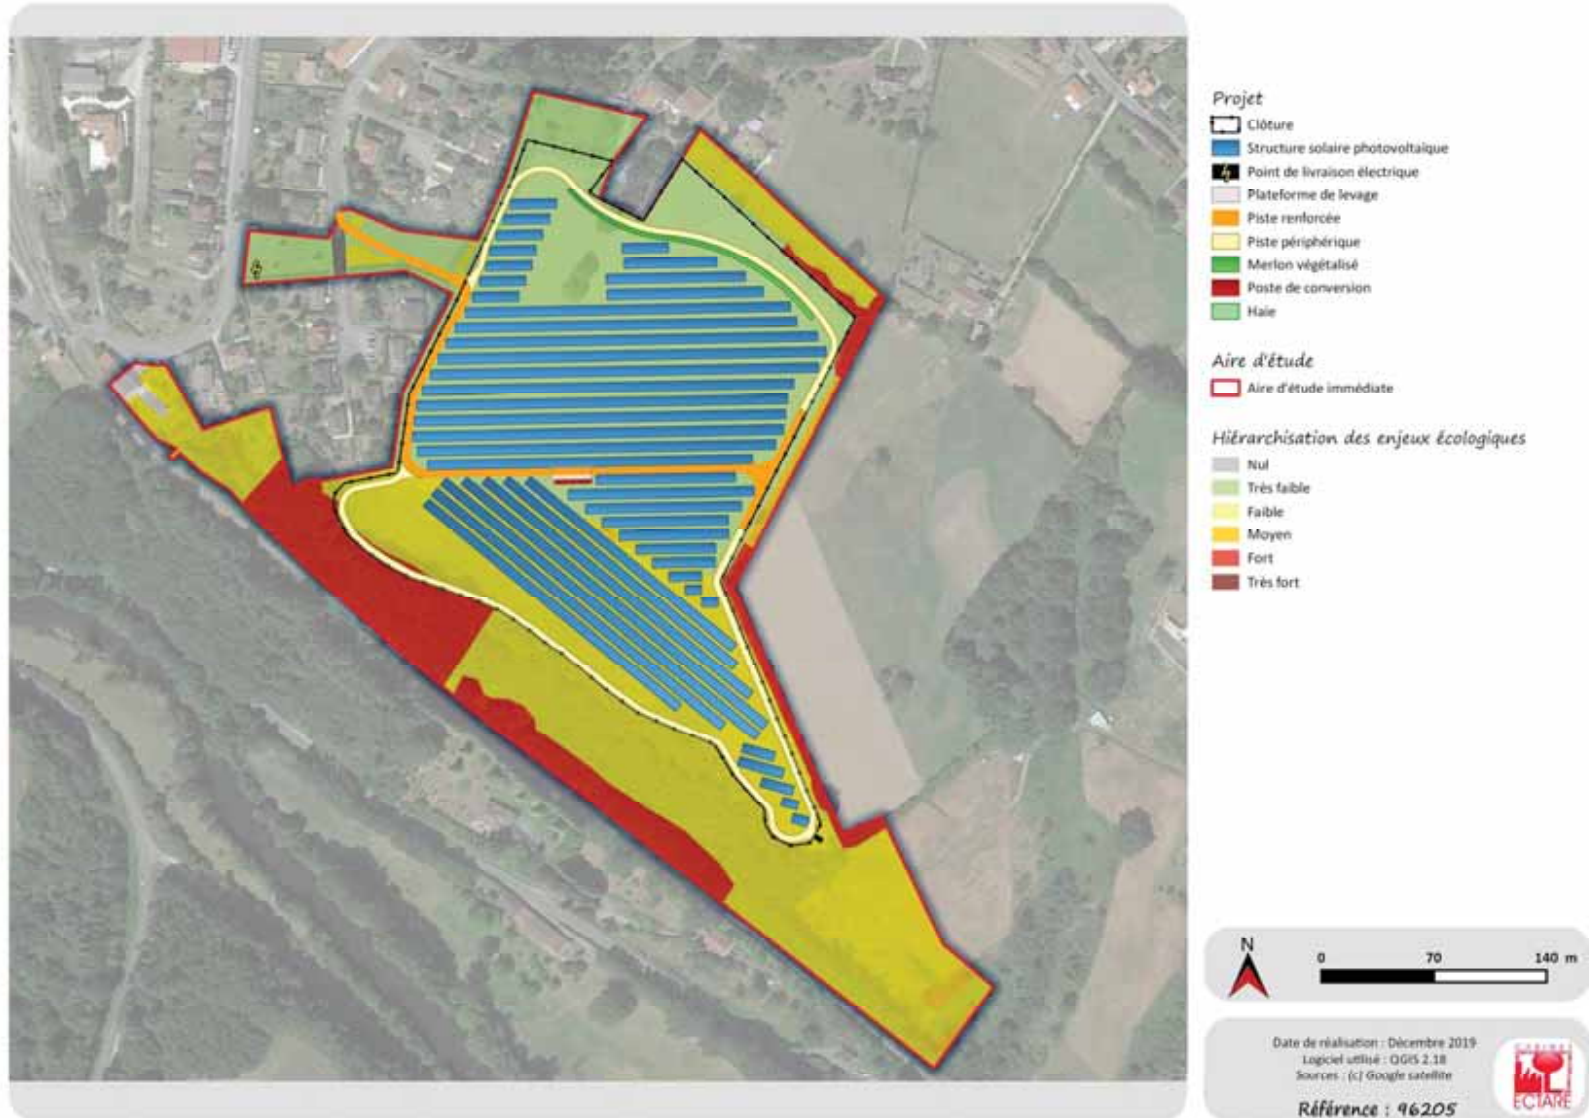 Projet
Clôture
Structure solaire photovoltaïque
Point de livraison électrique
Plateforme de levage
Piste renforcée
Piste périphérique
Merlon végétalisé
Poste de conversion
Haie
Aire d'étude
Aire d'étude immédiate
Hiérarchisation des enjeux écologiques
Nul
Très faible
Faible
Moyen
Fort
Très fort
N
0 70 140 m
Date de réalisation : Décembre 2019
Logiciel utilisé : QGIS 2.18
Sources : (c) Google satellite
Référence : 96205
CABINET
ECTARE